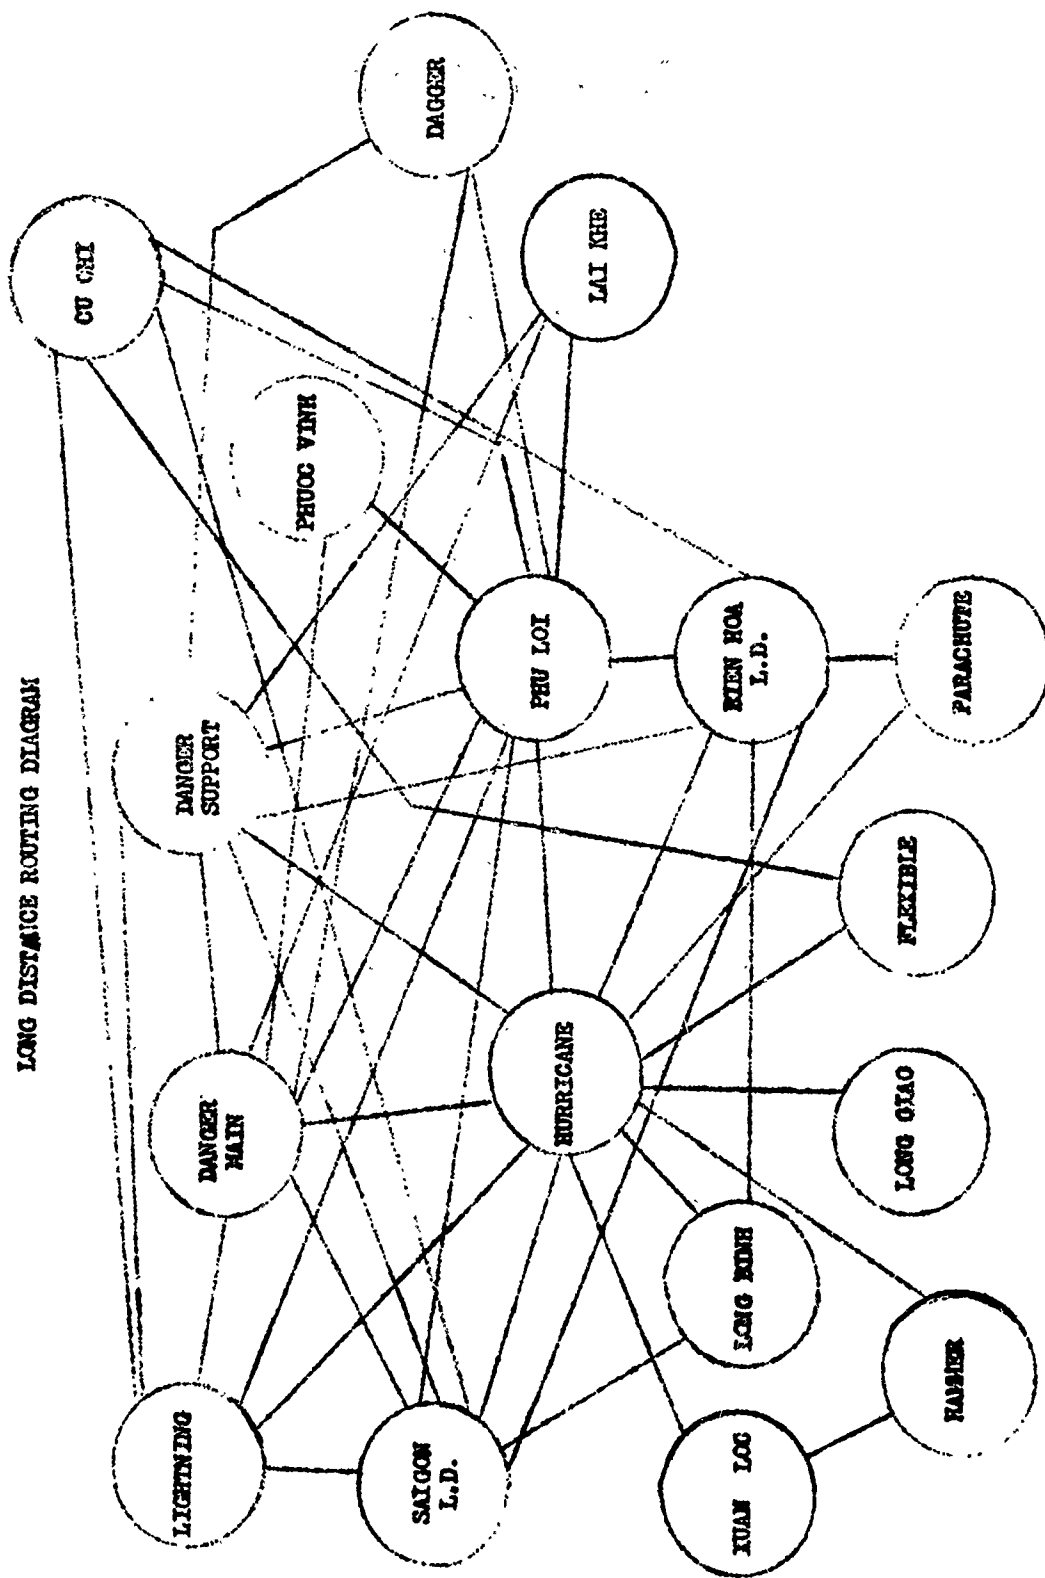 LONG DISTANCE ROUTING DIAGRAM
CU CHI
LIGHTNING
DANGER
MAIN
DANGER
SUPPORT
PHUOC VINH
SAIGON
L.D.
DAGGER
HURRICANE
PHU LOI
LAI KHE
XUAN LOC
LONG BINH
BIEN HOA
L.D.
HAMMER
LONG GIAO
FLEXIBLE
PARACHUTE